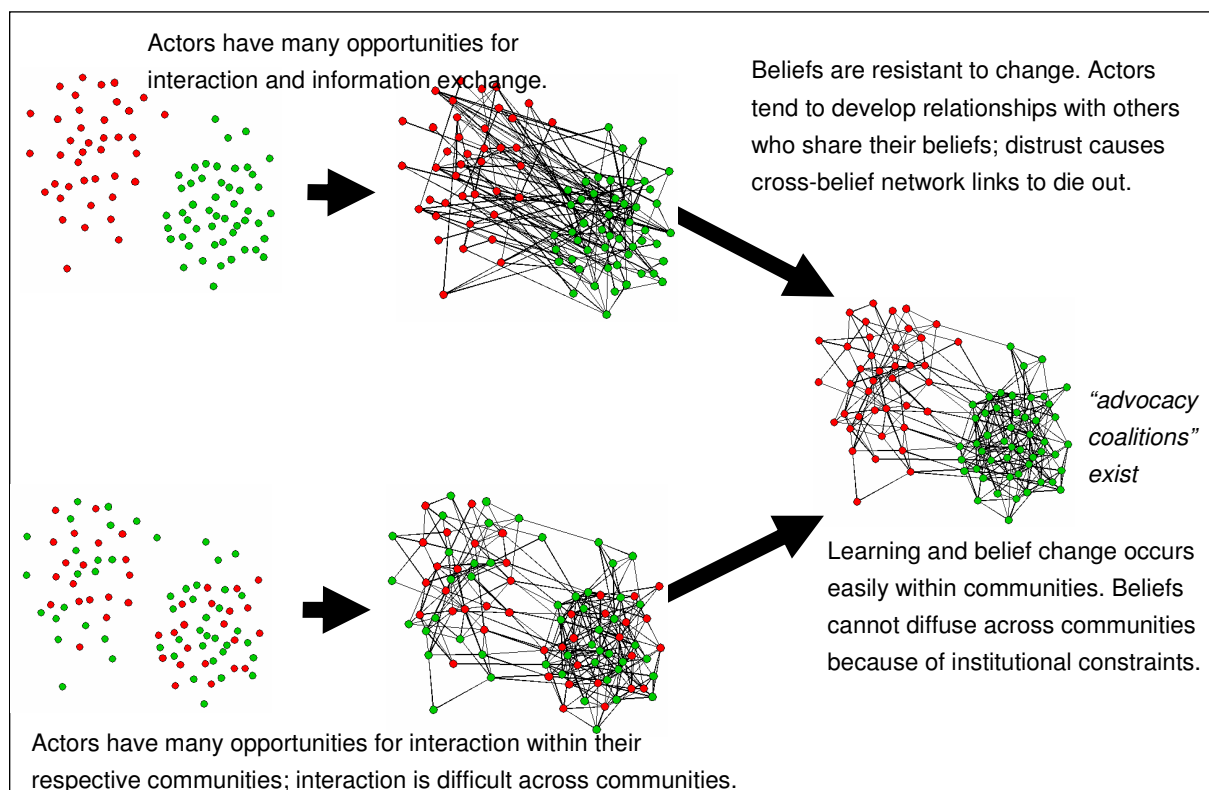 Actors have many opportunities for
interaction and information exchange.
Beliefs are resistant to change. Actors
tend to develop relationships with others
who share their beliefs; distrust causes
cross-belief network links to die out.
“advocacy
coalitions”
exist
Learning and belief change occurs
easily within communities. Beliefs
cannot diffuse across communities
because of institutional constraints.
Actors have many opportunities for interaction within their
respective communities; interaction is difficult across communities.